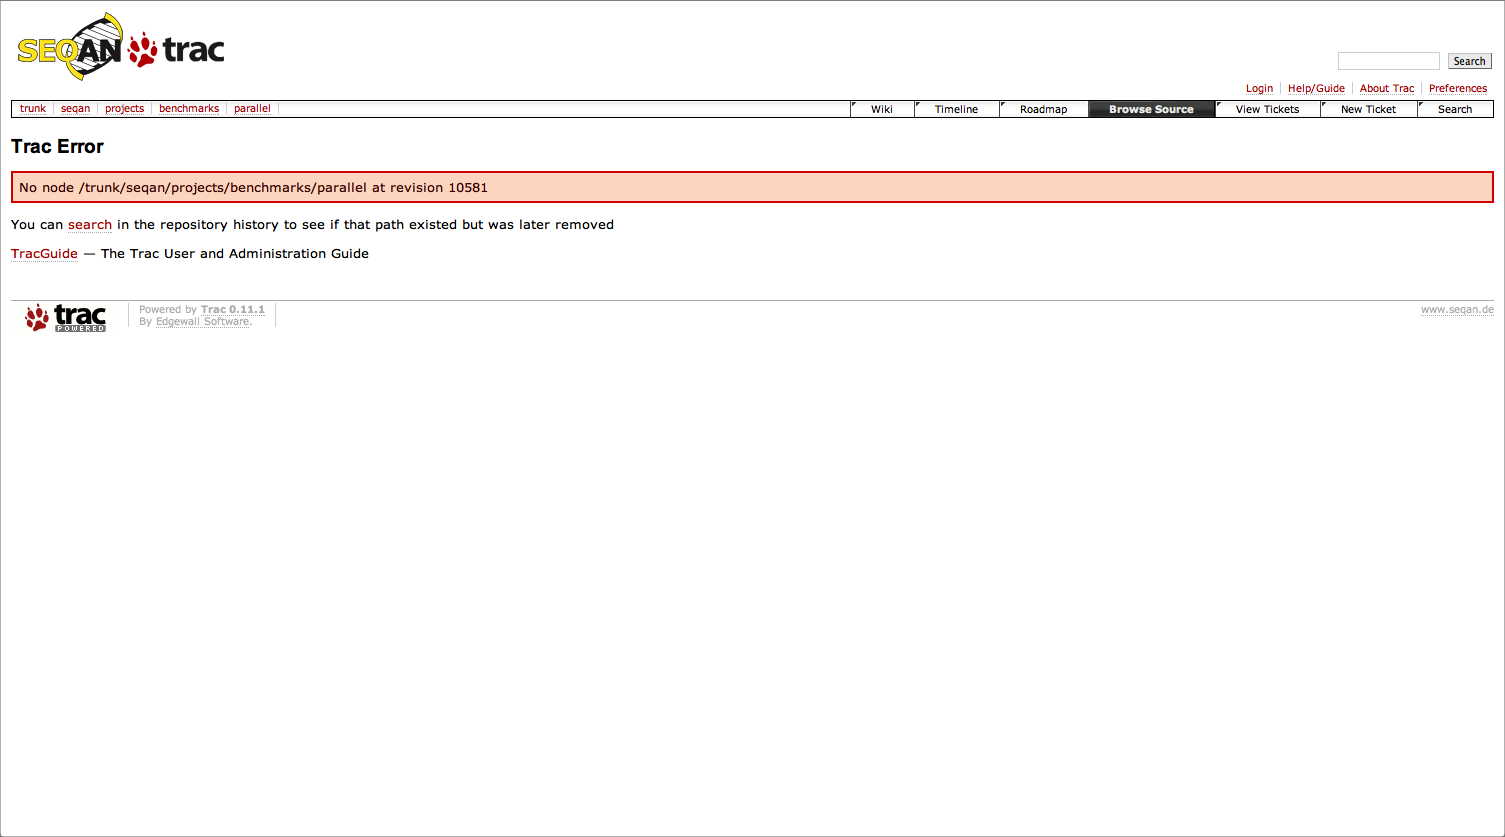 SEQAN trac
Search
Login Help/Guide About Trac Preferences
trunk seqan projects benchmarks parallel Wiki Timeline Roadmap Browse Source View Tickets New Ticket Search
Trac Error
No node /trunk/seqan/projects/benchmarks/parallel at revision 10581
You can search in the repository history to see if that path existed but was later removed
TracGuide — The Trac User and Administration Guide
trac POWERED
Powered by Trac 0.11.1
By Edgewall Software.
www.seqan.de